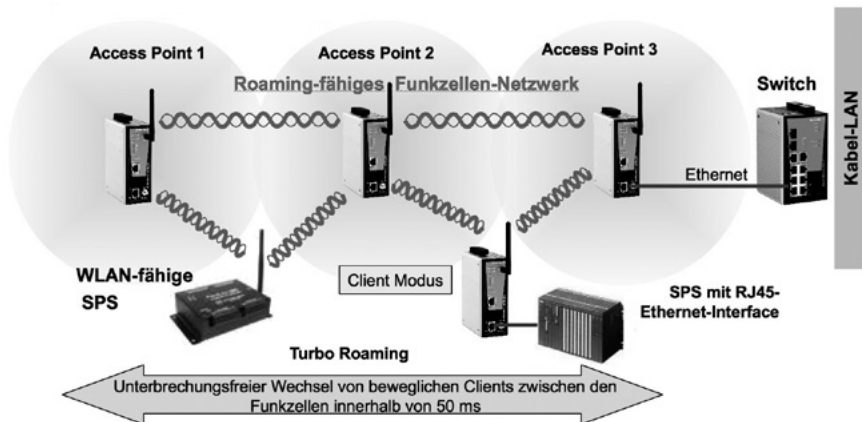 Access Point 1
Access Point 2
Access Point 3
Roaming-fähiges Funkzellen-Netzwerk
Switch
Kabel-LAN
Ethernet
WLAN-fähige
SPS
Client Modus
SPS mit RJ45-
Ethernet-Interface
Turbo Roaming
Unterbrechungsfreier Wechsel von beweglichen Clients zwischen den
Funkzellen innerhalb von 50 ms